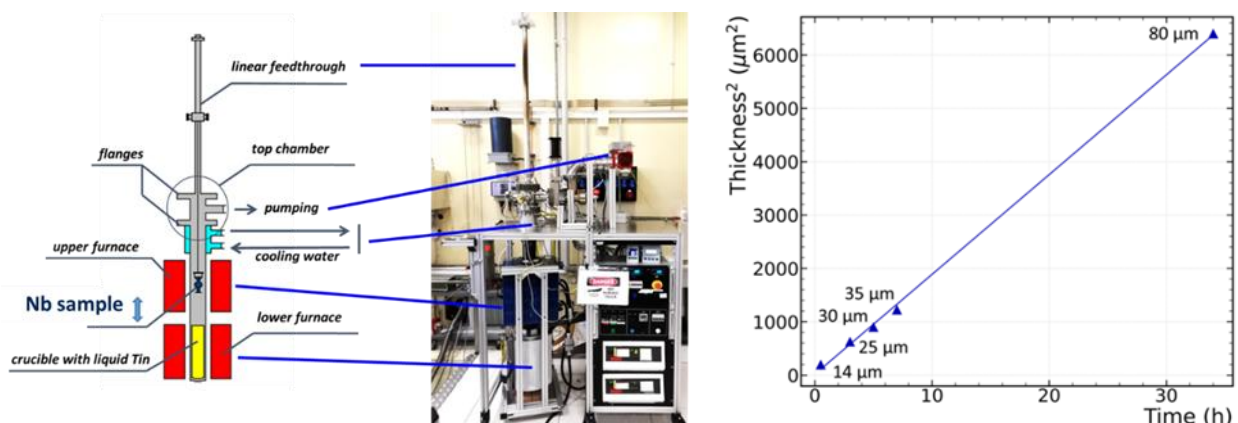 linear feedthrough
flanges
top chamber
pumping
upper furnace
cooling water
Nb sample
lower furnace
crucible with liquid Tin
DANGER
Thickness² (μm²)
6000
5000
4000
3000
2000
1000
0
80 μm
35 μm
30 μm
25 μm
14 μm
0
10
20
30
Time (h)